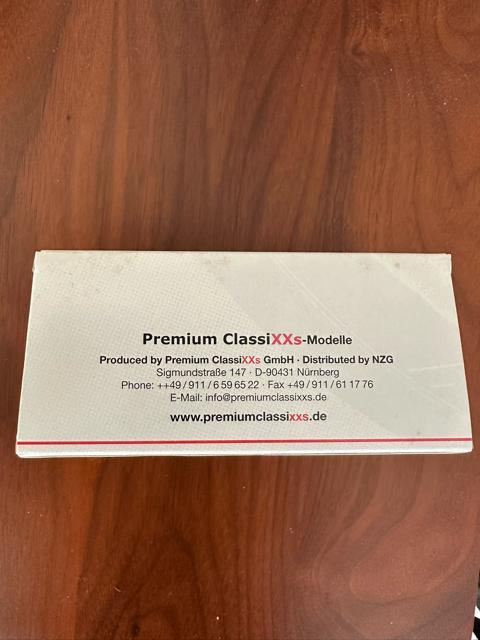 Premium ClassiXXs-Modelle
Produced by Premium ClassiXXs GmbH · Distributed by NZG
Sigmundstraße 147 · D-90431 Nürnberg
Phone: ++49 / 911 / 6 59 65 22 · Fax +49 / 911 / 61 17 76
E-Mail: info@premiumclassixxs.de
www.premiumclassixxs.de